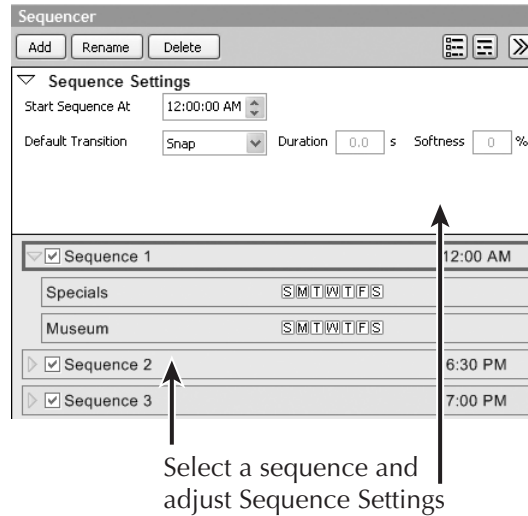 Sequencer
Add Rename Delete
Sequence Settings
Start Sequence At 12:00:00 AM
Default Transition Snap Duration 0.0 s Softness 0 %
Sequence 1 12:00 AM
Specials S M T W T F S
Museum S M T W T F S
Sequence 2 6:30 PM
Sequence 3 7:00 PM
Select a sequence and
adjust Sequence Settings